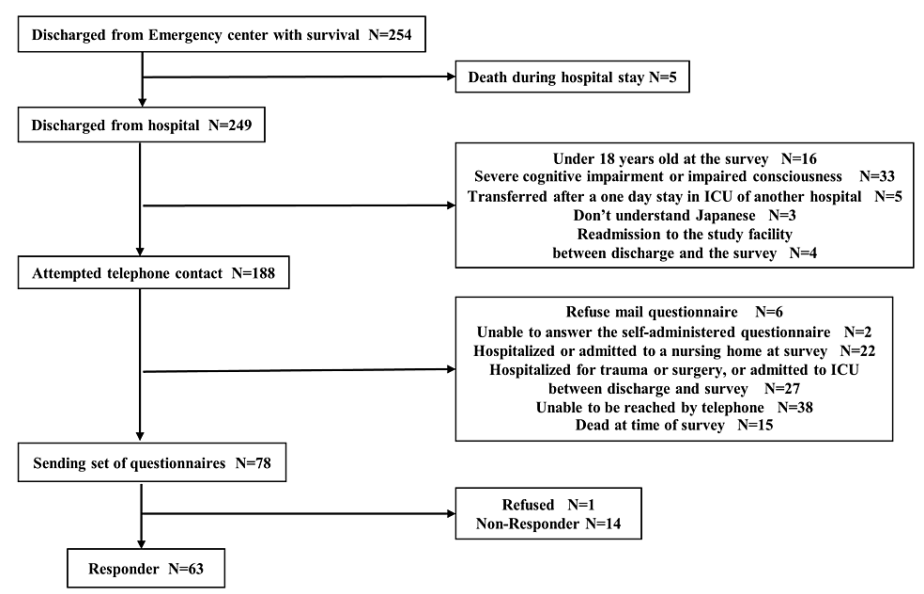 Discharged from Emergency center with survival N=254
Death during hospital stay N=5
Discharged from hospital N=249
Under 18 years old at the survey N=16
Severe cognitive impairment or impaired consciousness N=33
Transferred after a one day stay in ICU of another hospital N=5
Don't understand Japanese N=3
Readmission to the study facility
between discharge and the survey N=4
Attempted telephone contact N=188
Refuse mail questionnaire N=6
Unable to answer the self-administered questionnaire N=2
Hospitalized or admitted to a nursing home at survey N=22
Hospitalized for trauma or surgery, or admitted to ICU
between discharge and survey N=27
Unable to be reached by telephone N=38
Dead at time of survey N=15
Sending set of questionnaires N=78
Refused N=1
Non-Responder N=14
Responder N=63